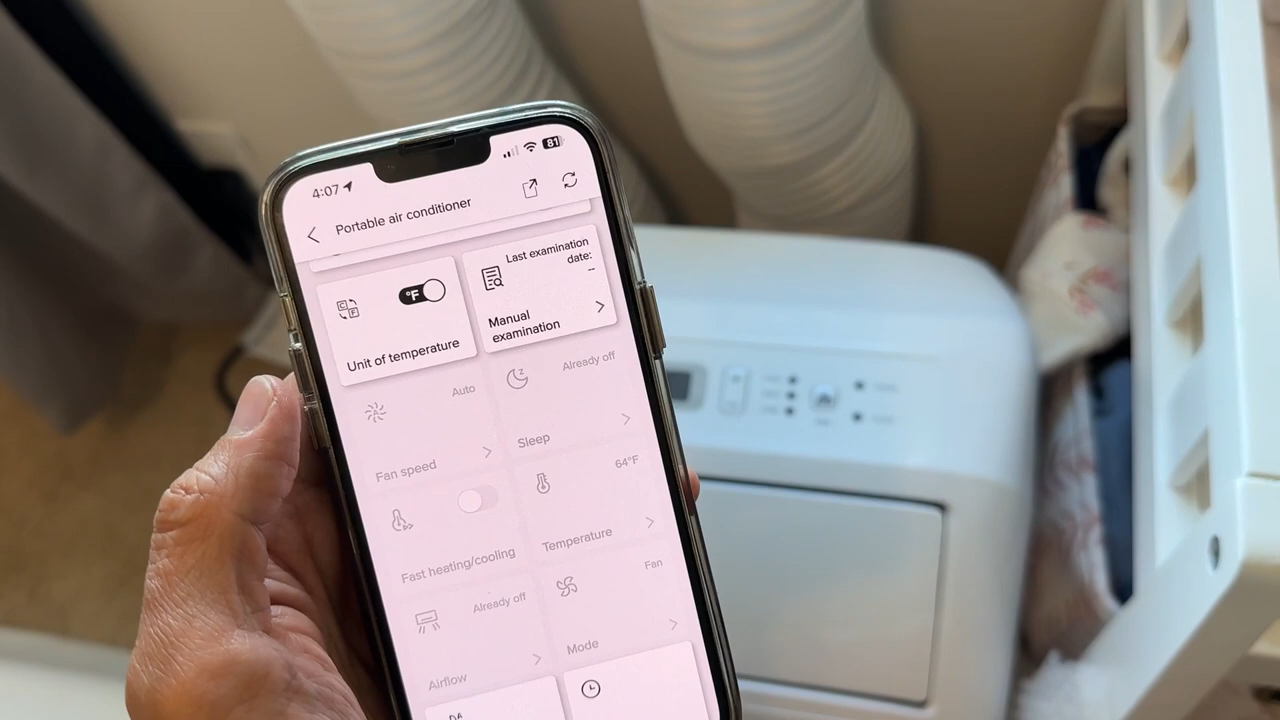 4:07
81
Portable air conditioner
°F
Unit of temperature
Last examination
date:
--
Manual
examination
Auto
Fan speed
Already off
Sleep
Fast heating/cooling
64°F
Temperature
Already off
Airflow
Fan
Mode